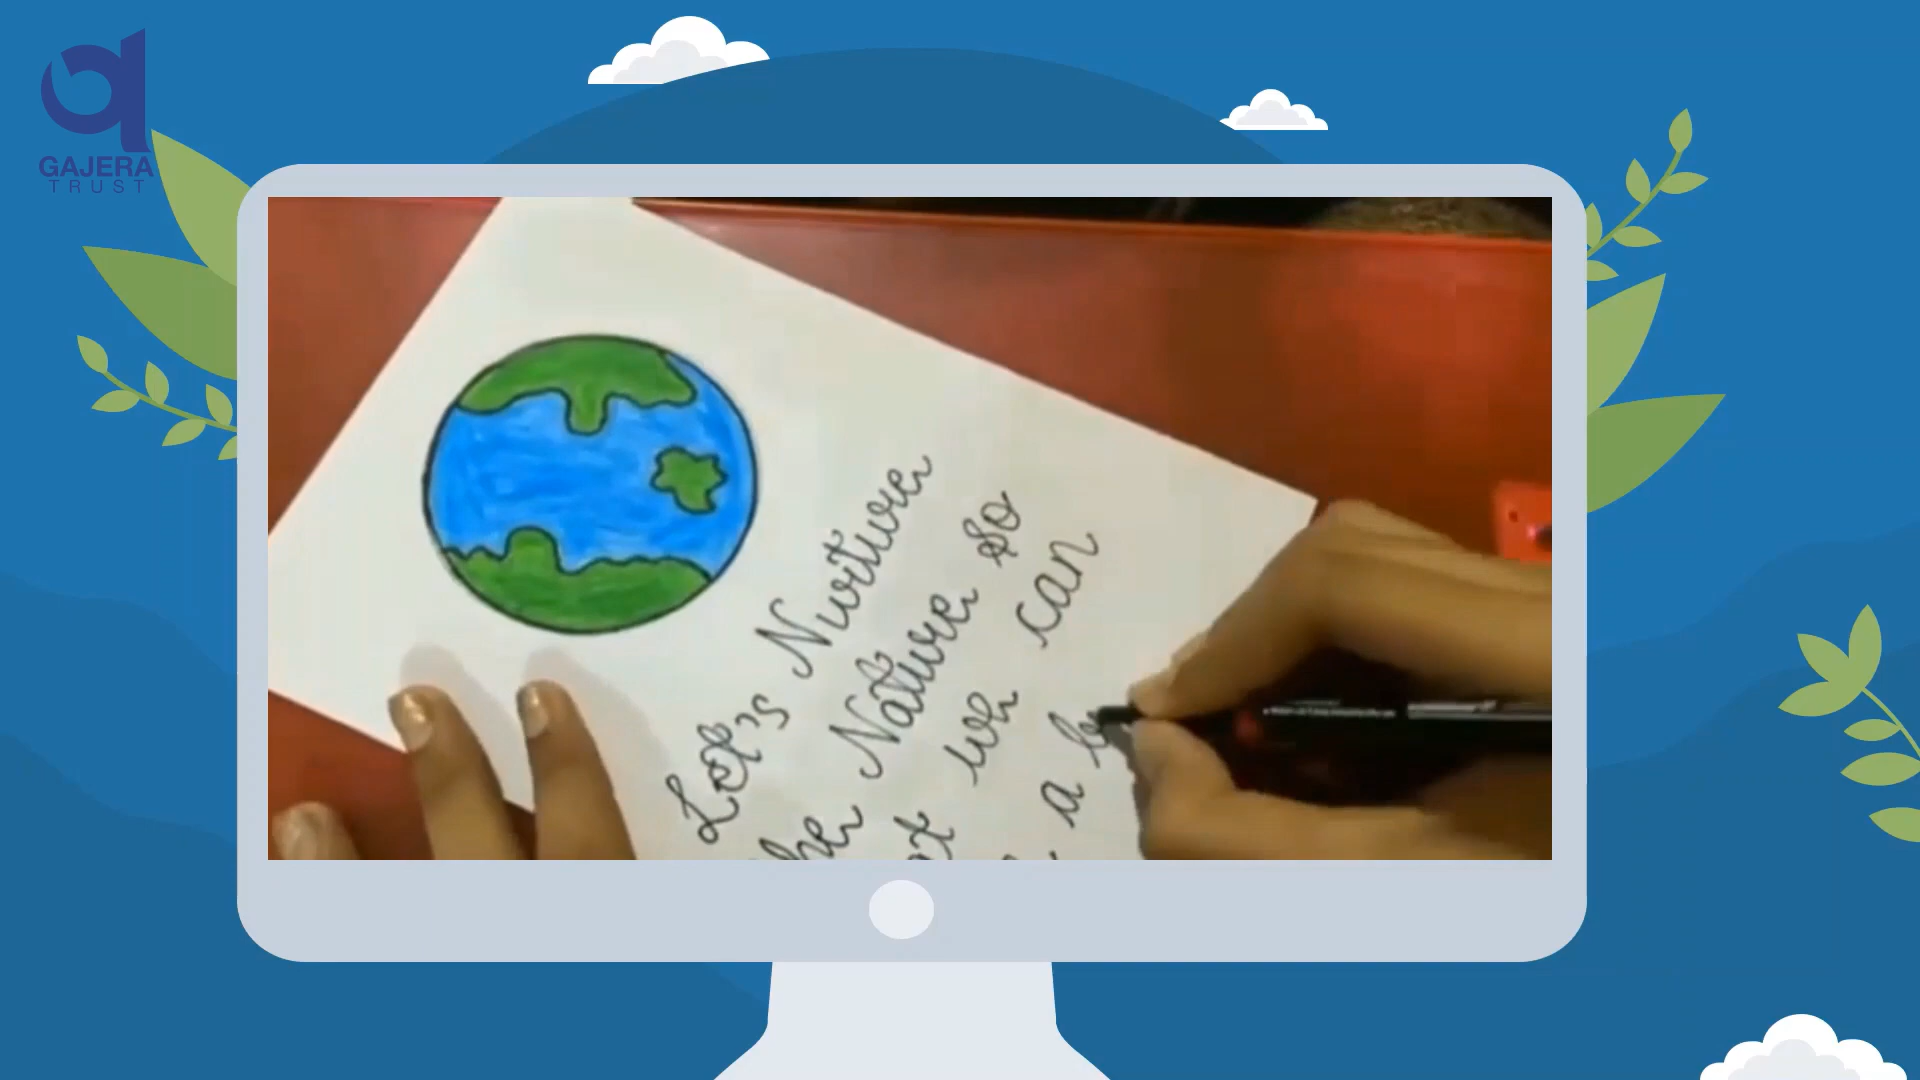 GAJERA
TRUST
Let's Nurture
the Nature so
we can
a